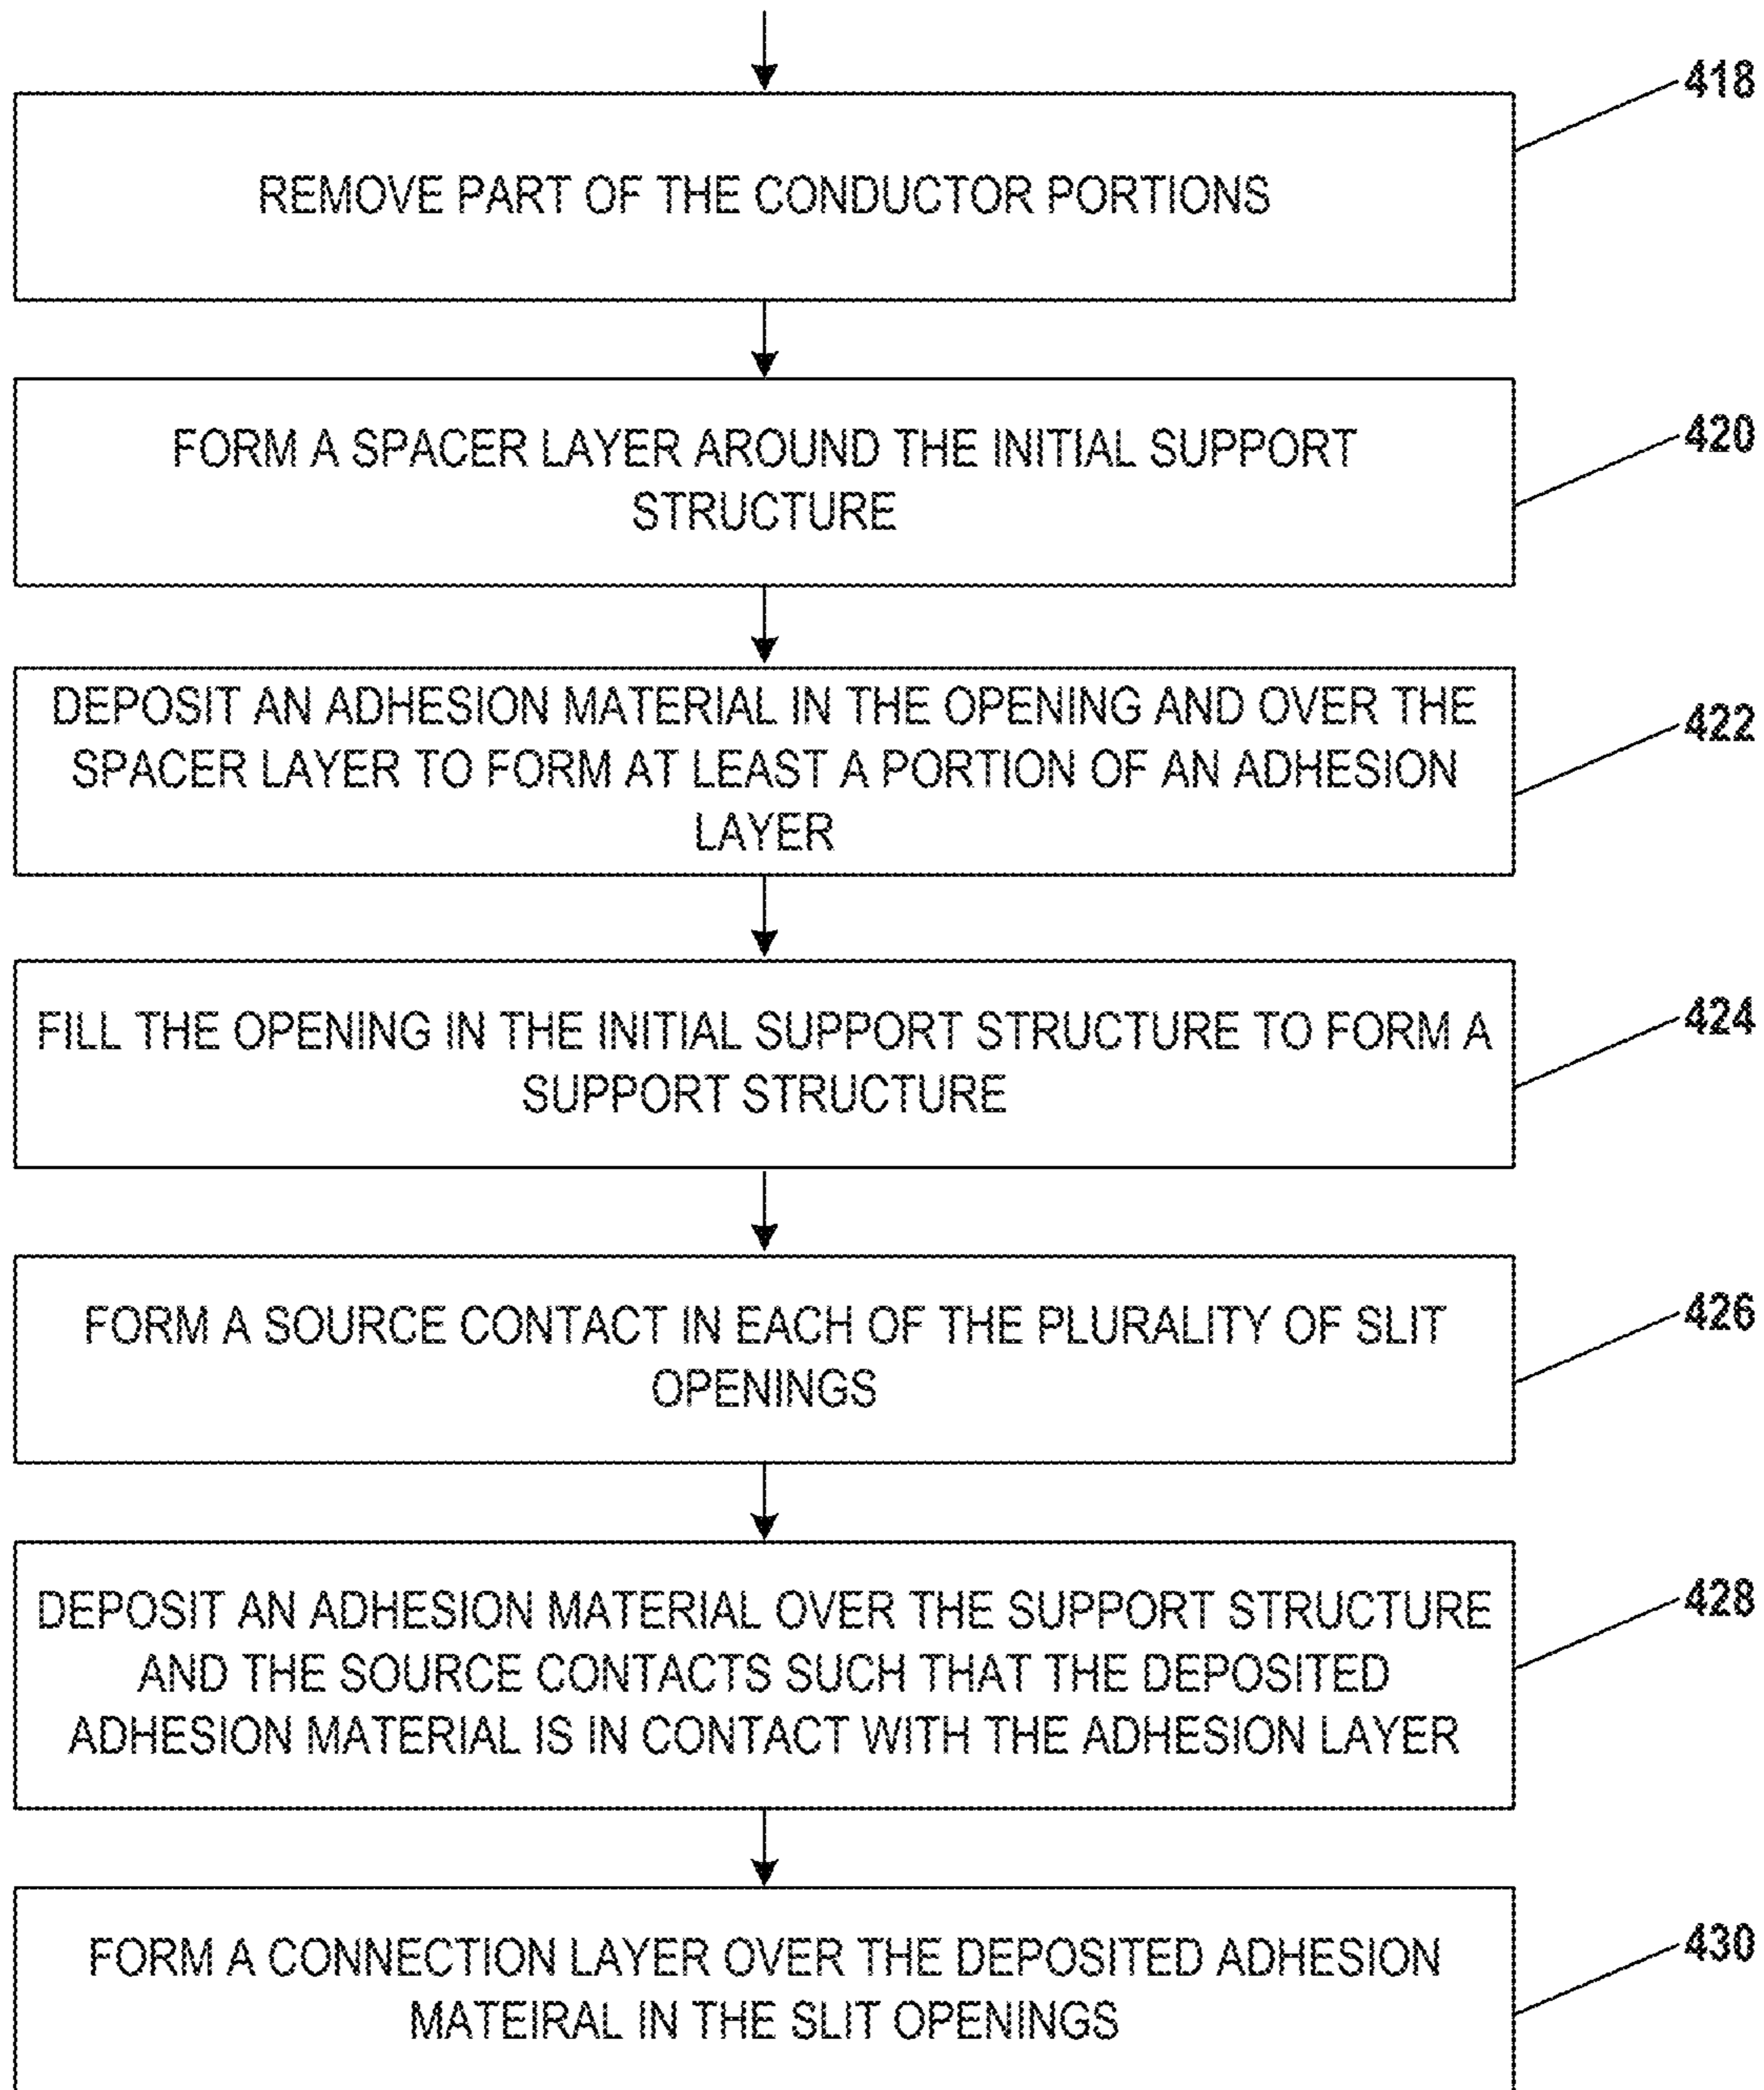 418
REMOVE PART OF THE CONDUCTOR PORTIONS
FORM A SPACER LAYER AROUND THE INITIAL SUPPORT
STRUCTURE
420
DEPOSIT AN ADHESION MATERIAL IN THE OPENING AND OVER THE
SPACER LAYER TO FORM AT LEAST A PORTION OF AN ADHESION
LAYER
422
FILL THE OPENING IN THE INITIAL SUPPORT STRUCTURE TO FORM A
SUPPORT STRUCTURE
424
FORM A SOURCE CONTACT IN EACH OF THE PLURALITY OF SLIT
OPENINGS
426
DEPOSIT AN ADHESION MATERIAL OVER THE SUPPORT STRUCTURE
AND THE SOURCE CONTACTS SUCH THAT THE DEPOSITED
ADHESION MATERIAL IS IN CONTACT WITH THE ADHESION LAYER
428
FORM A CONNECTION LAYER OVER THE DEPOSITED ADHESION
MATEIRAL IN THE SLIT OPENINGS
430